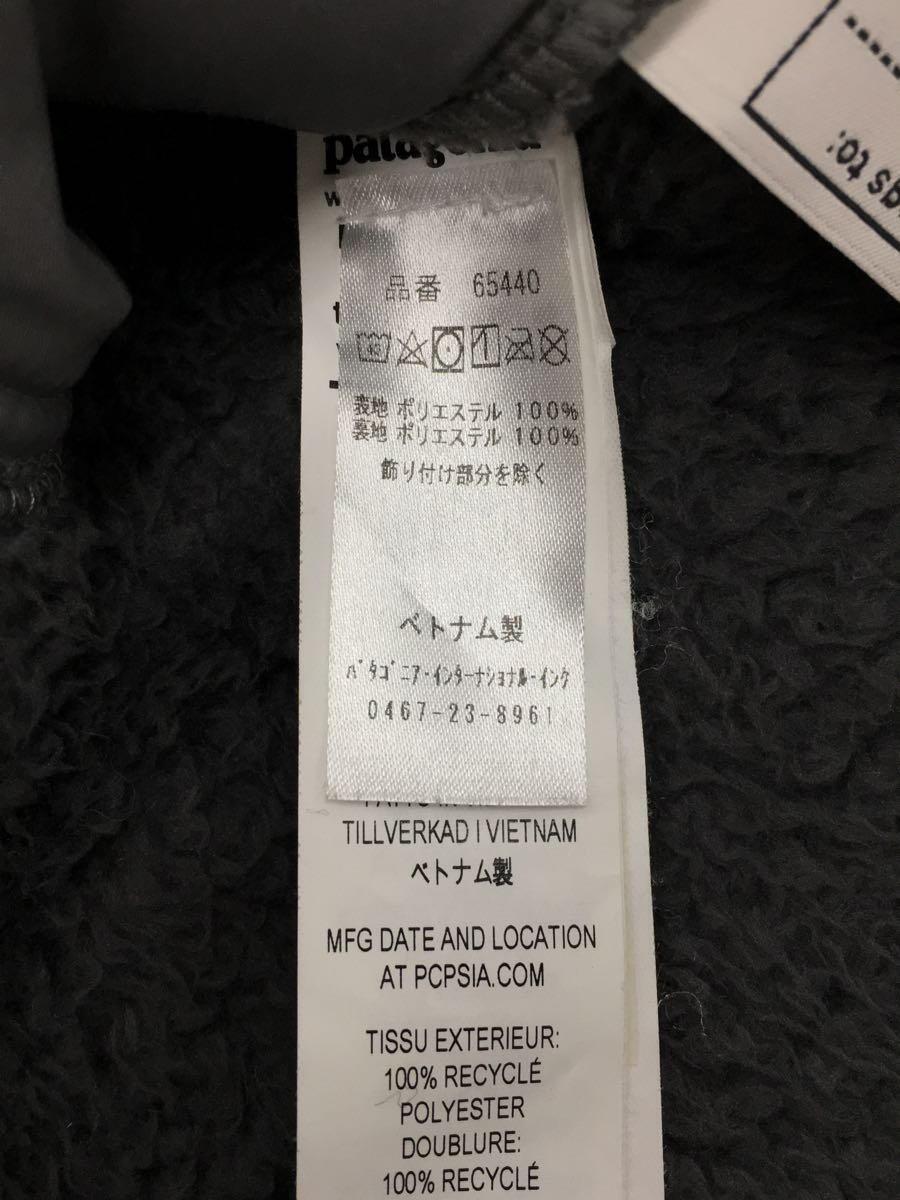 patagonia
品番 65440
表地 ポリエステル 100%
裏地 ポリエステル 100%
飾り付け部分を除く
ベトナム製
パタゴニア・インターナショナル・インク
0467-23-8961
TILLVERKAD I VIETNAM
ベトナム製
MFG DATE AND LOCATION
AT PCPSIA.COM
TISSU EXTERIEUR:
100% RECYCLÉ
POLYESTER
DOUBLURE:
100% RECYCLÉ